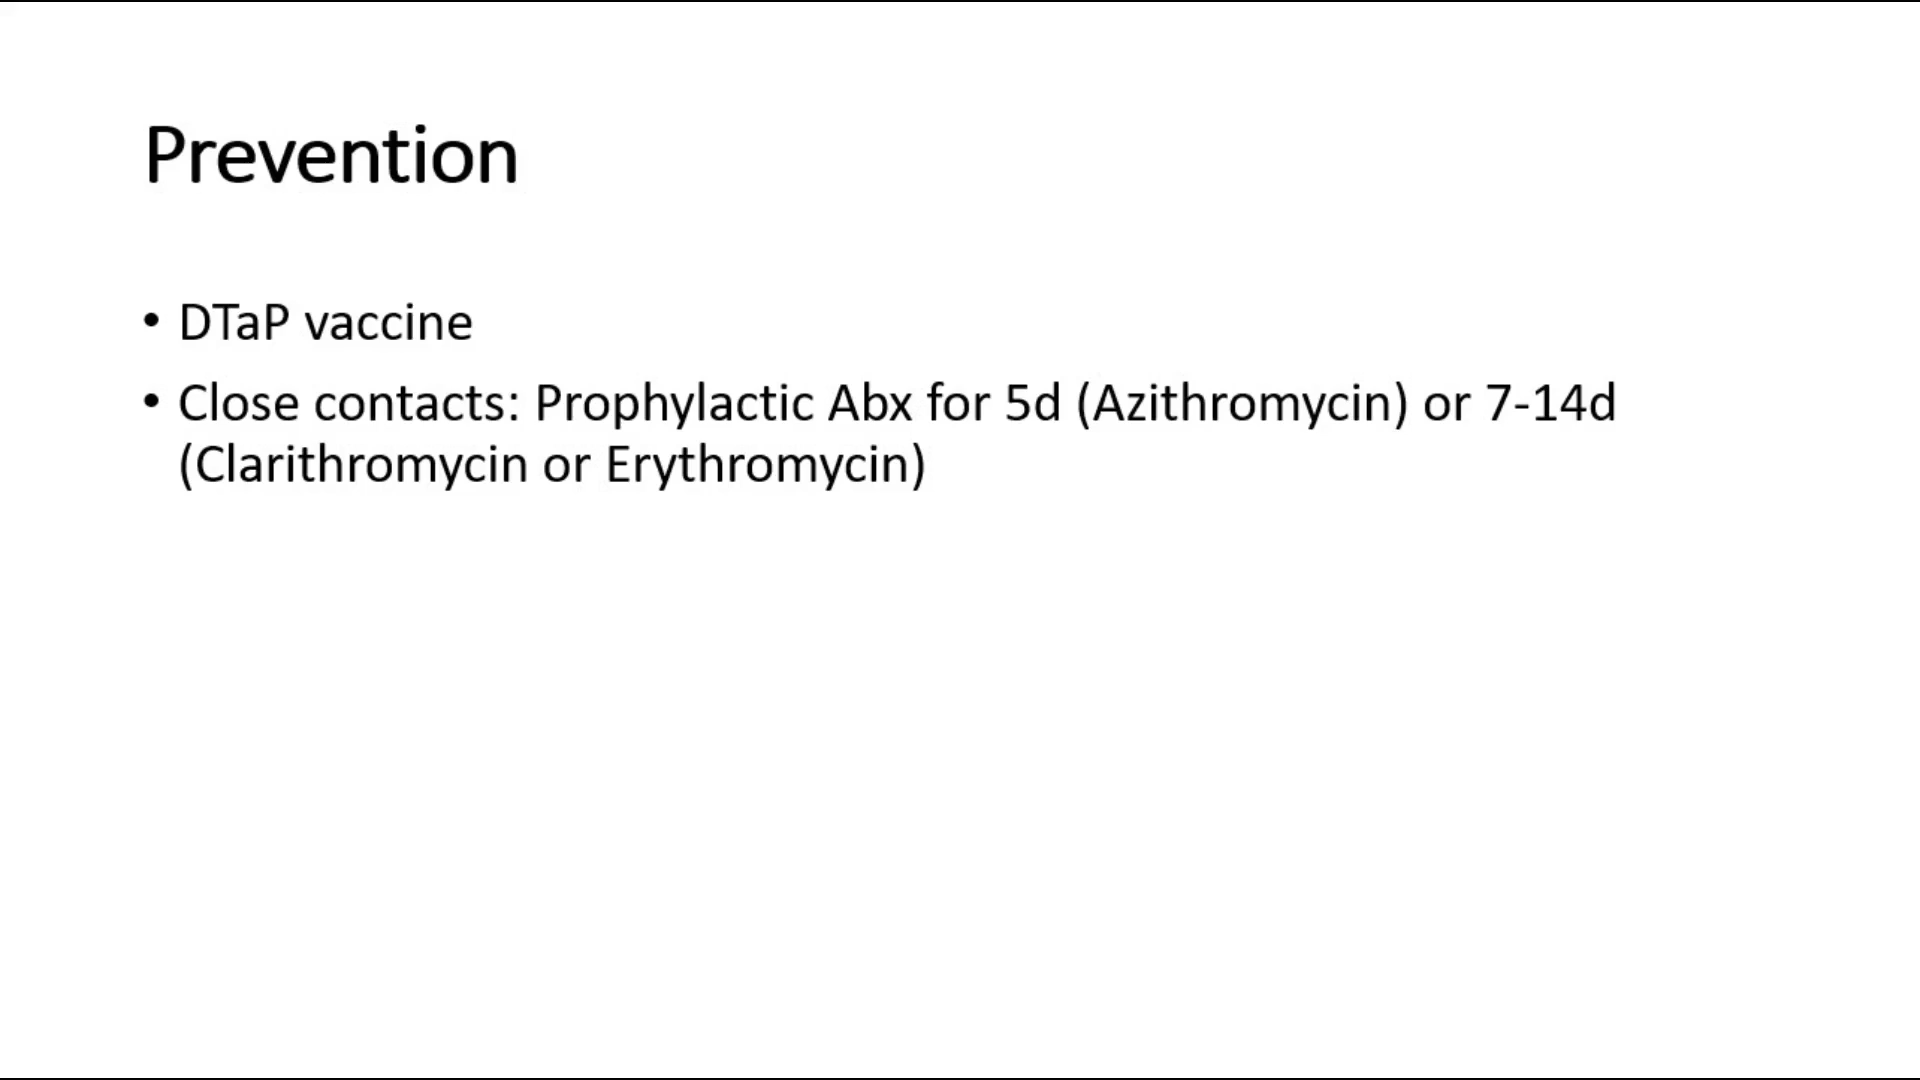 Prevention
• DTaP vaccine
• Close contacts: Prophylactic Abx for 5d (Azithromycin) or 7-14d
(Clarithromycin or Erythromycin)